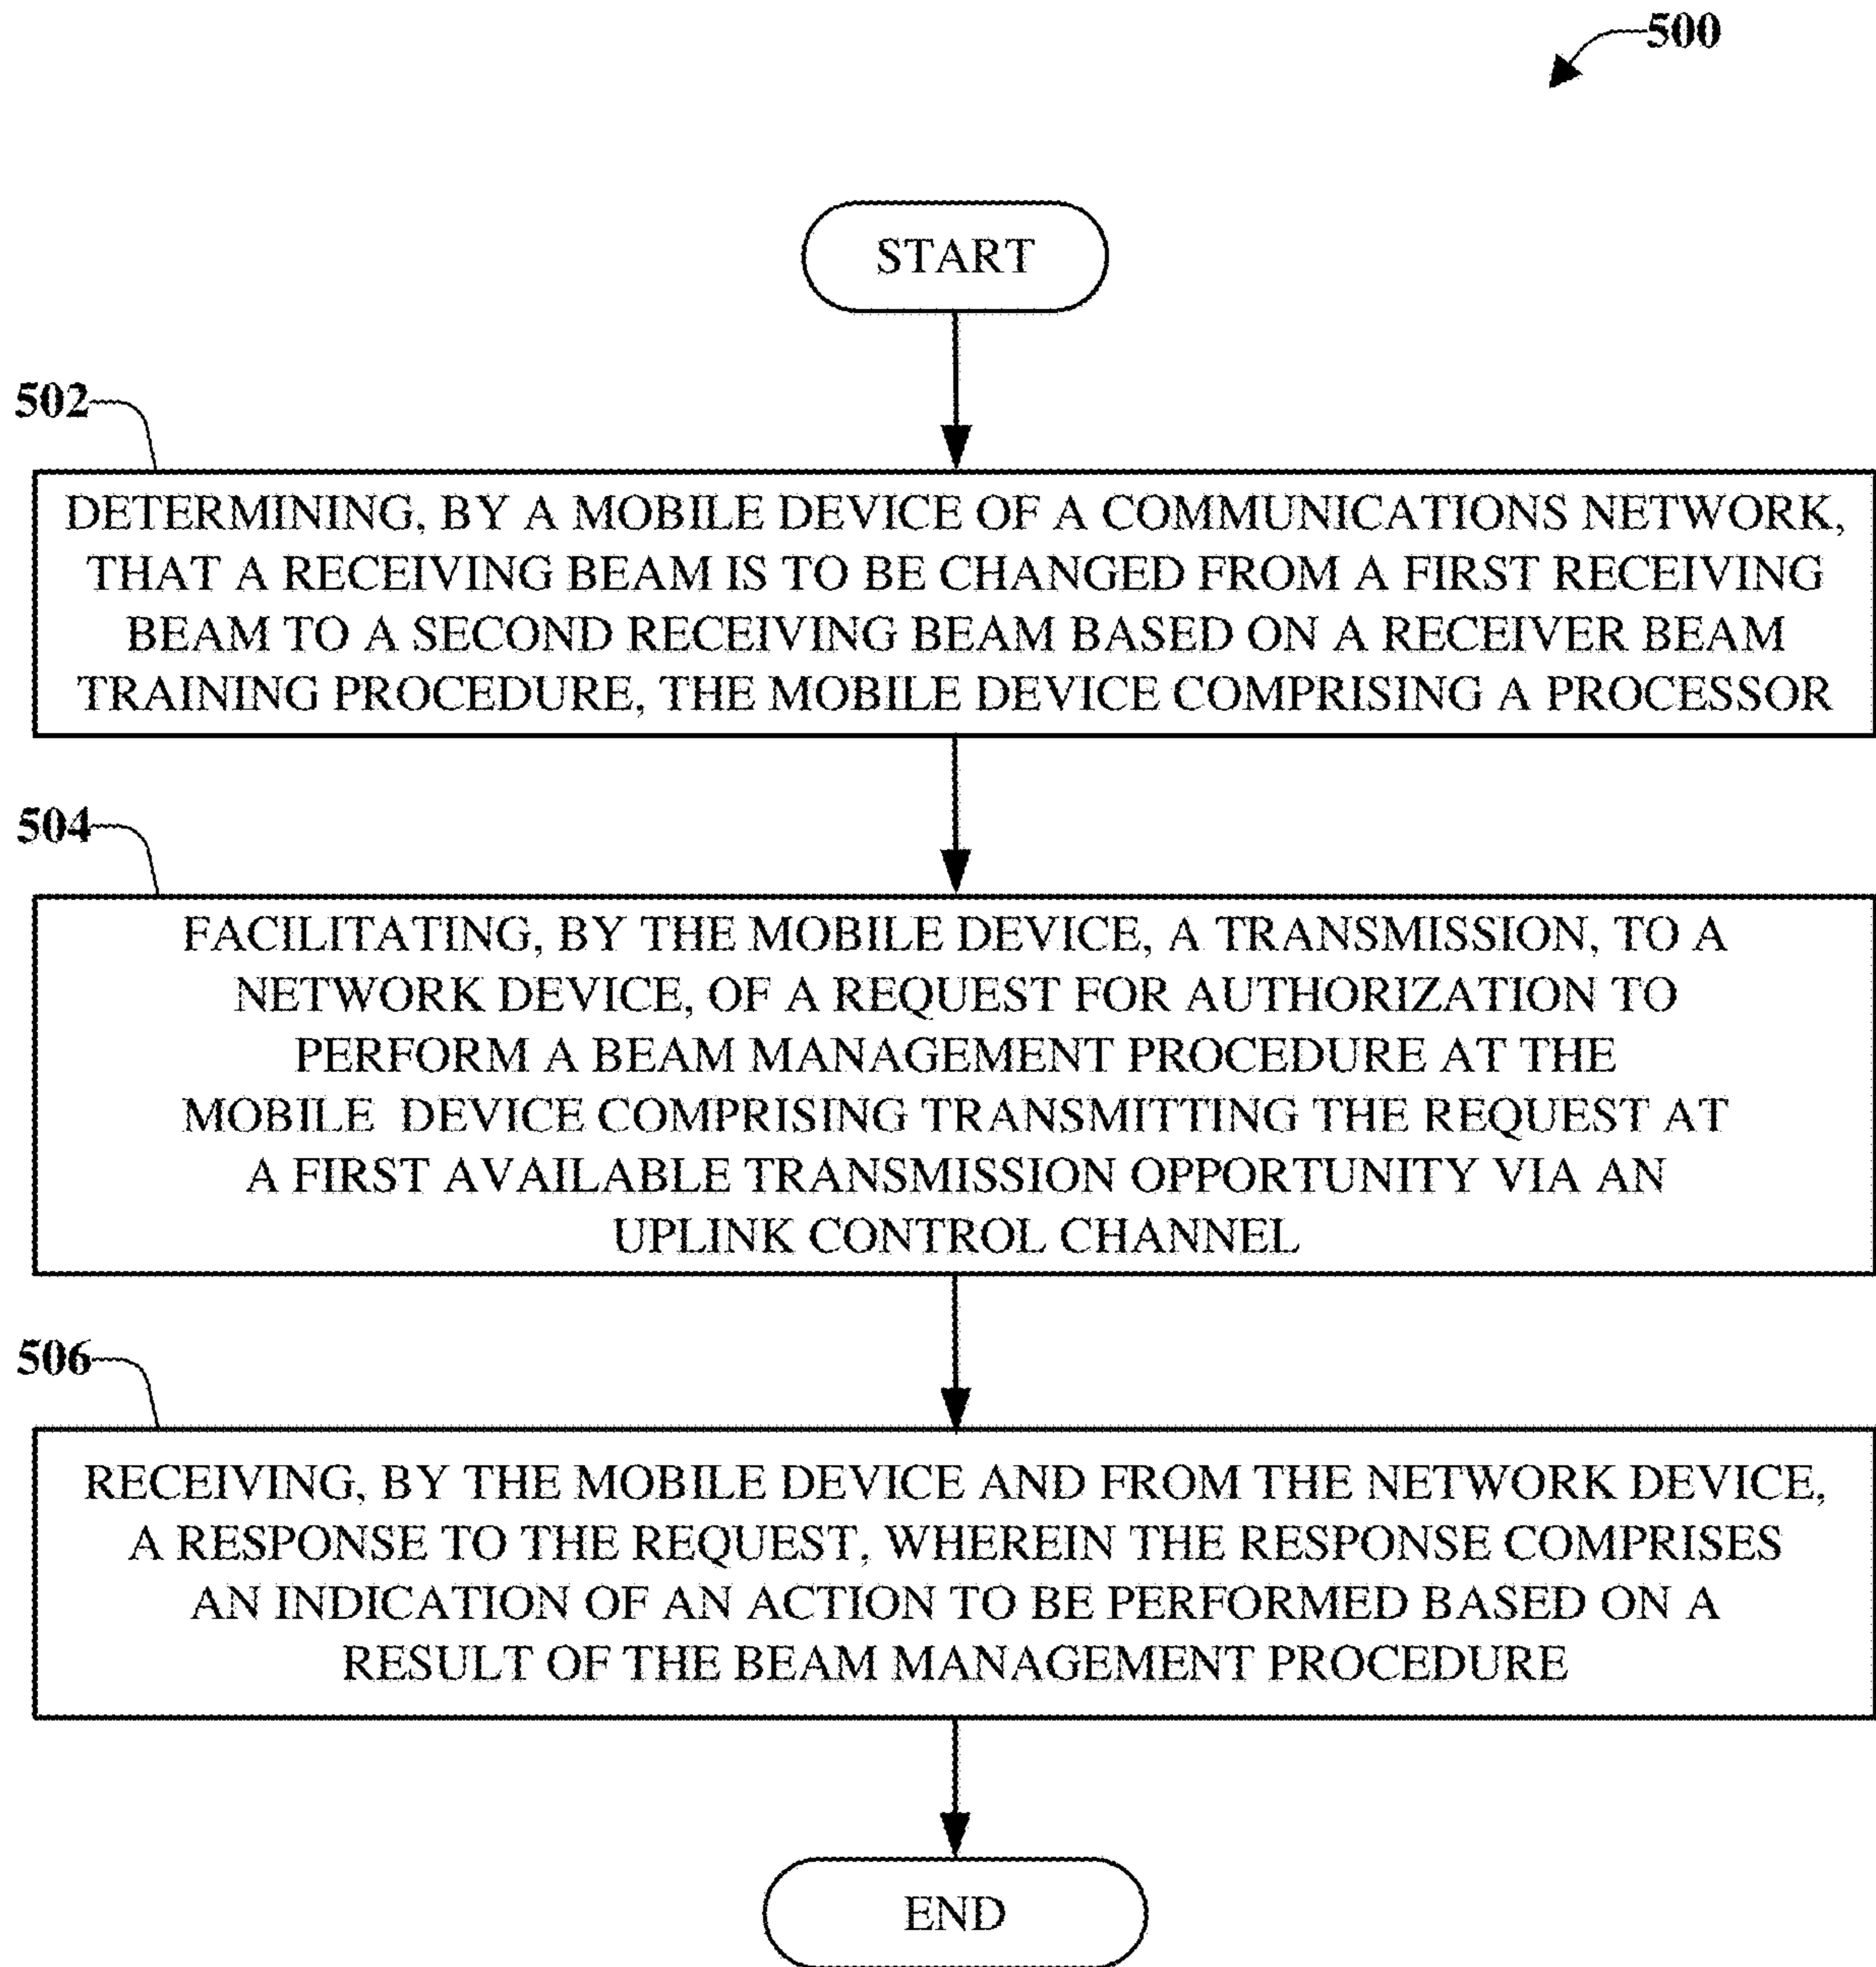 500
START
502
DETERMINING, BY A MOBILE DEVICE OF A COMMUNICATIONS NETWORK,
THAT A RECEIVING BEAM IS TO BE CHANGED FROM A FIRST RECEIVING
BEAM TO A SECOND RECEIVING BEAM BASED ON A RECEIVER BEAM
TRAINING PROCEDURE, THE MOBILE DEVICE COMPRISING A PROCESSOR
504
FACILITATING, BY THE MOBILE DEVICE, A TRANSMISSION, TO A
NETWORK DEVICE, OF A REQUEST FOR AUTHORIZATION TO
PERFORM A BEAM MANAGEMENT PROCEDURE AT THE
MOBILE DEVICE COMPRISING TRANSMITTING THE REQUEST AT
A FIRST AVAILABLE TRANSMISSION OPPORTUNITY VIA AN
UPLINK CONTROL CHANNEL
506
RECEIVING, BY THE MOBILE DEVICE AND FROM THE NETWORK DEVICE,
A RESPONSE TO THE REQUEST, WHEREIN THE RESPONSE COMPRISES
AN INDICATION OF AN ACTION TO BE PERFORMED BASED ON A
RESULT OF THE BEAM MANAGEMENT PROCEDURE
END